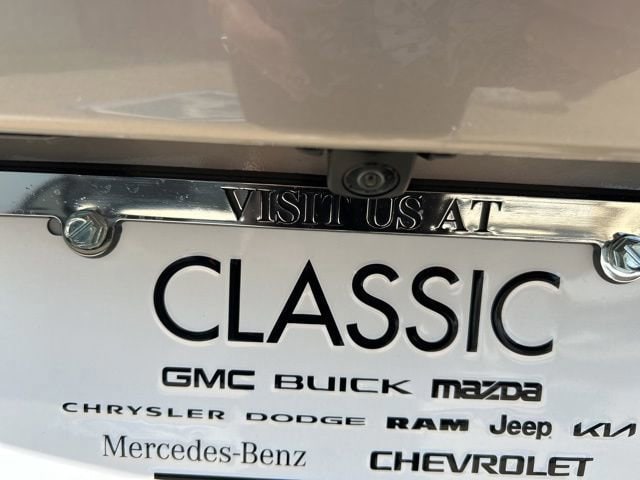 VISIT US AT
CLASSIC
GMC BUICK mazda
CHRYSLER DODGE RAM Jeep KIA
Mercedes-Benz CHEVROLET